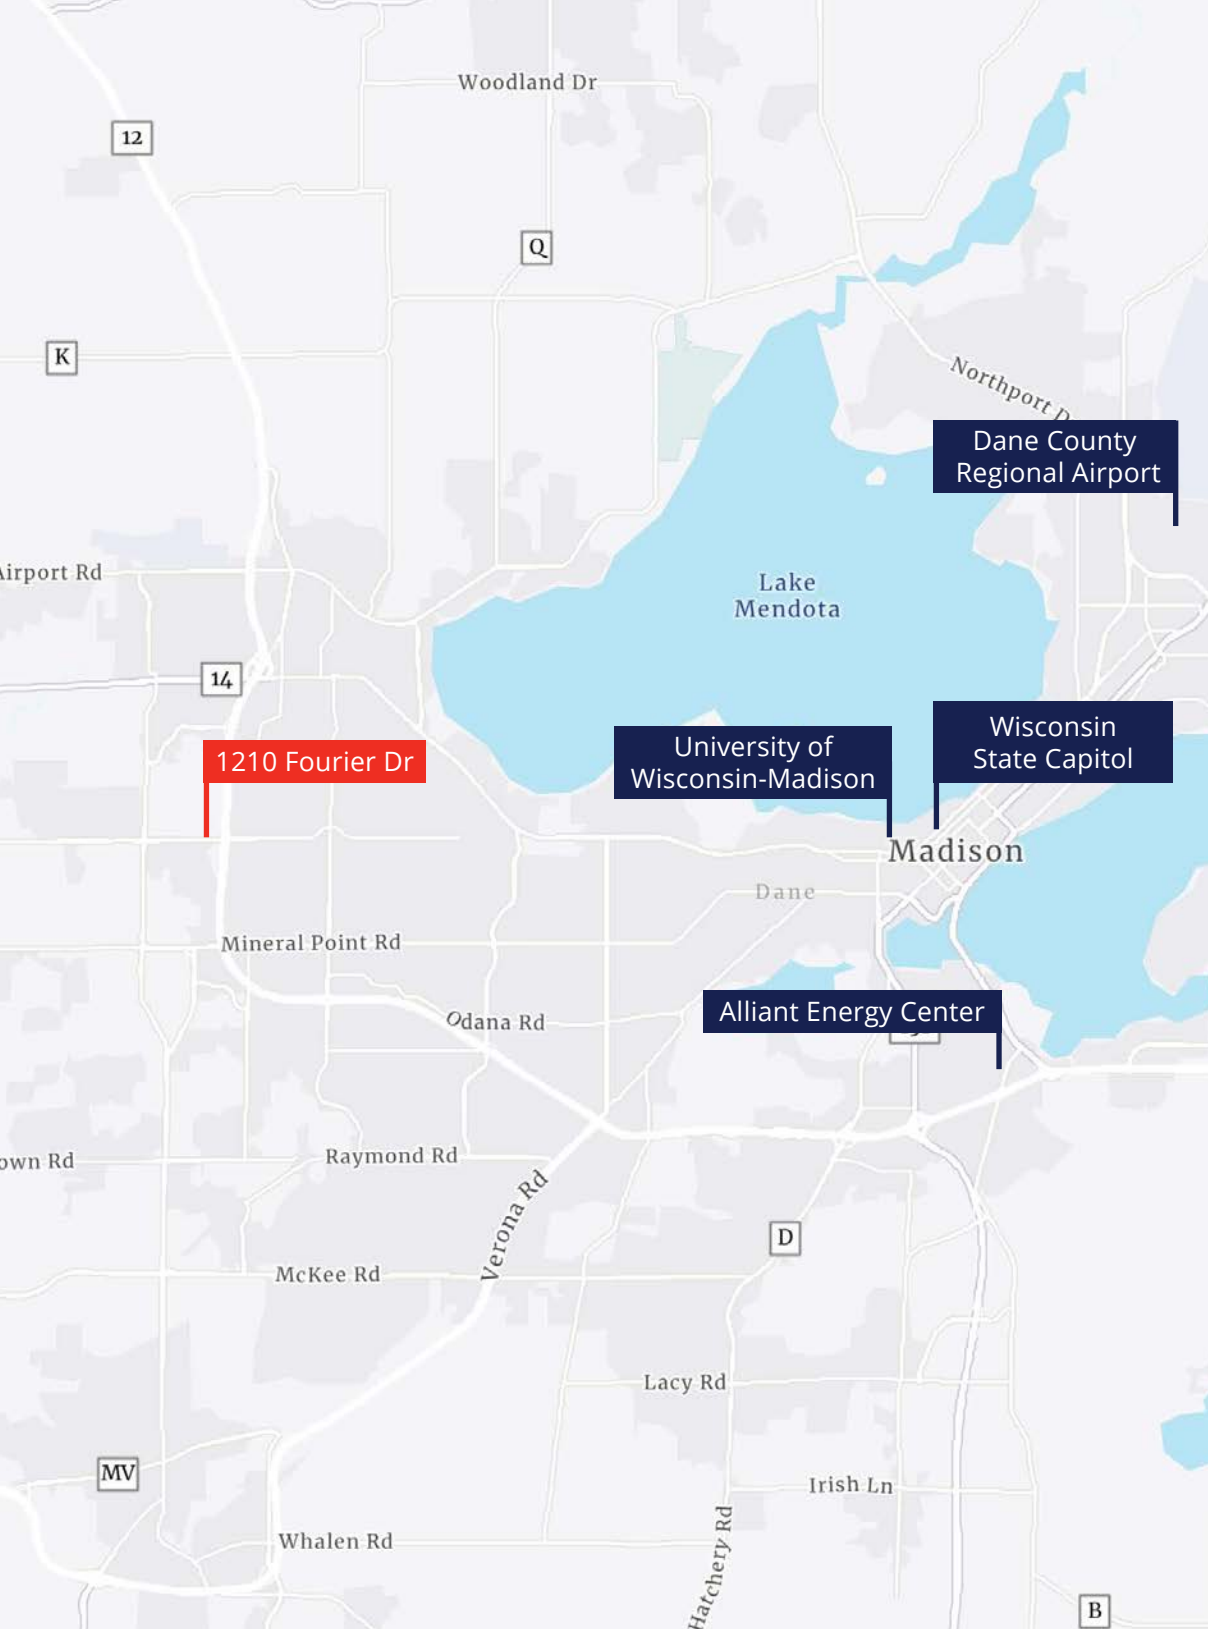 Woodland Dr
12
Q
K
Northport D
Dane County
Regional Airport
Airport Rd
Lake
Mendota
14
1210 Fourier Dr
University of
Wisconsin-Madison
Wisconsin
State Capitol
Madison
Dane
Mineral Point Rd
Alliant Energy Center
Odana Rd
own Rd
Raymond Rd
Verona Rd
D
McKee Rd
Lacy Rd
MV
Irish Ln
Whalen Rd
Hatchery Rd
B